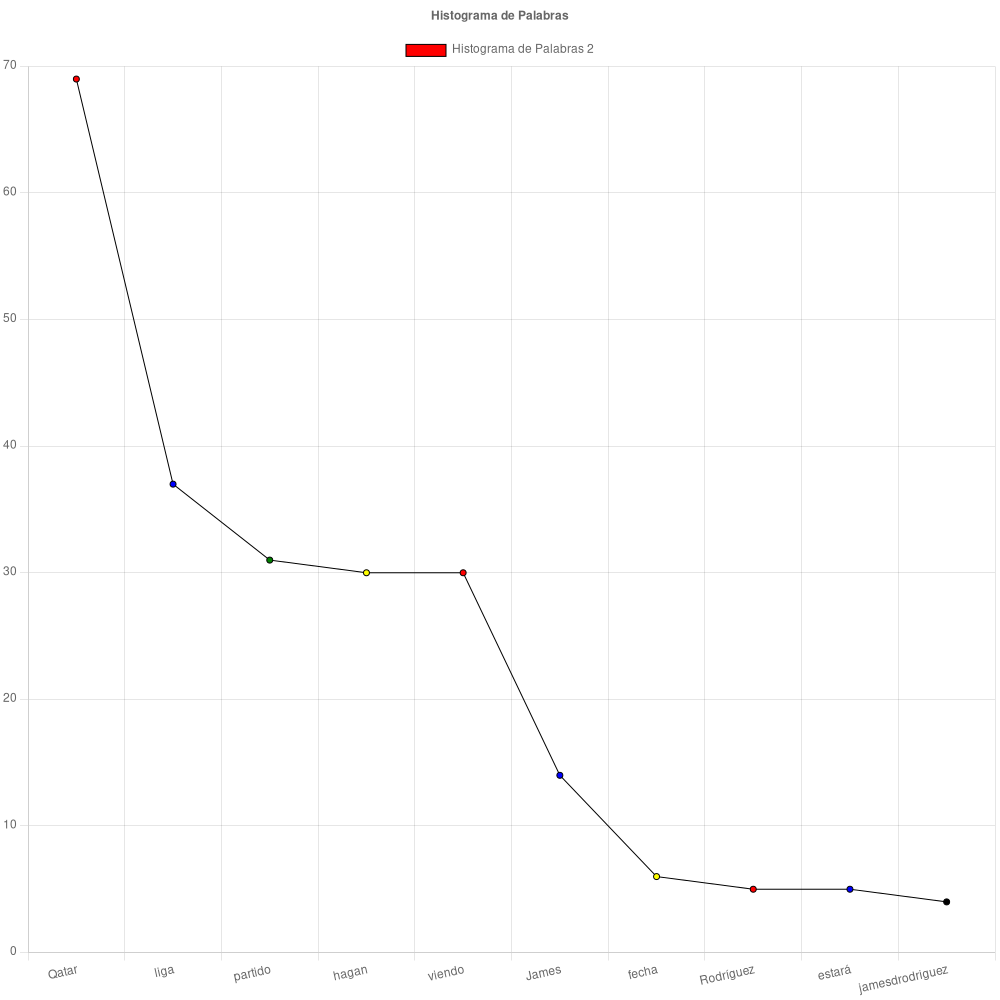 Histograma de Palabras
Histograma de Palabras 2
70
60
50
40
30
20
10
0
Qatar liga partido hagan viendo James fecha Rodriguez estará jamesdrodriguez